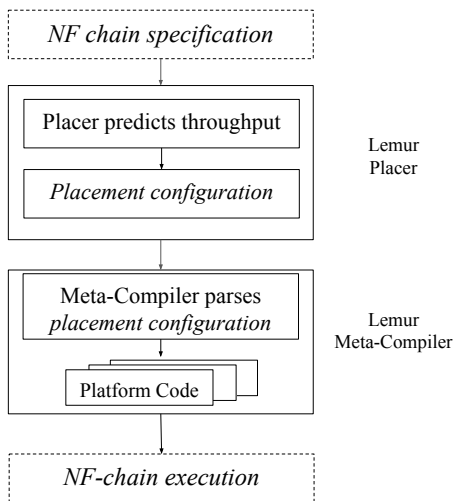 NF chain specification
Placer predicts throughput
Lemur
Placer
Placement configuration
Meta-Compiler parses
placement configuration
Lemur
Meta-Compiler
Platform Code
NF-chain execution